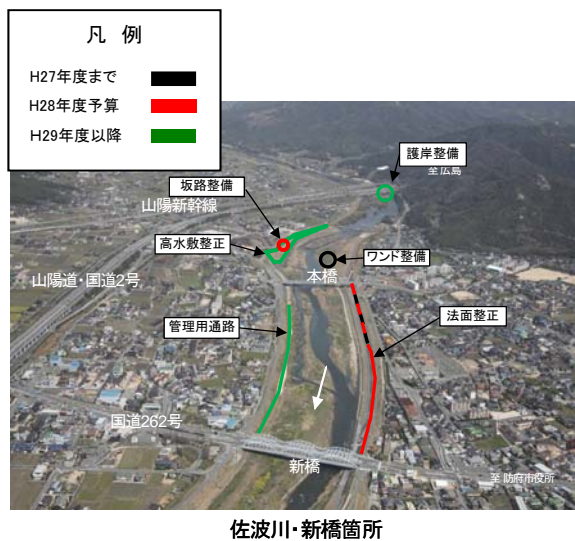 凡 例
H27年度まで
H28年度予算
H29年度以降
護岸整備
至広島
坂路整備
山陽新幹線
高水敷整正
ワンド整備
本橋
山陽道・国道2号
管理用通路
法面整正
国道262号
新橋
至 防府市役所
佐波川・新橋箇所